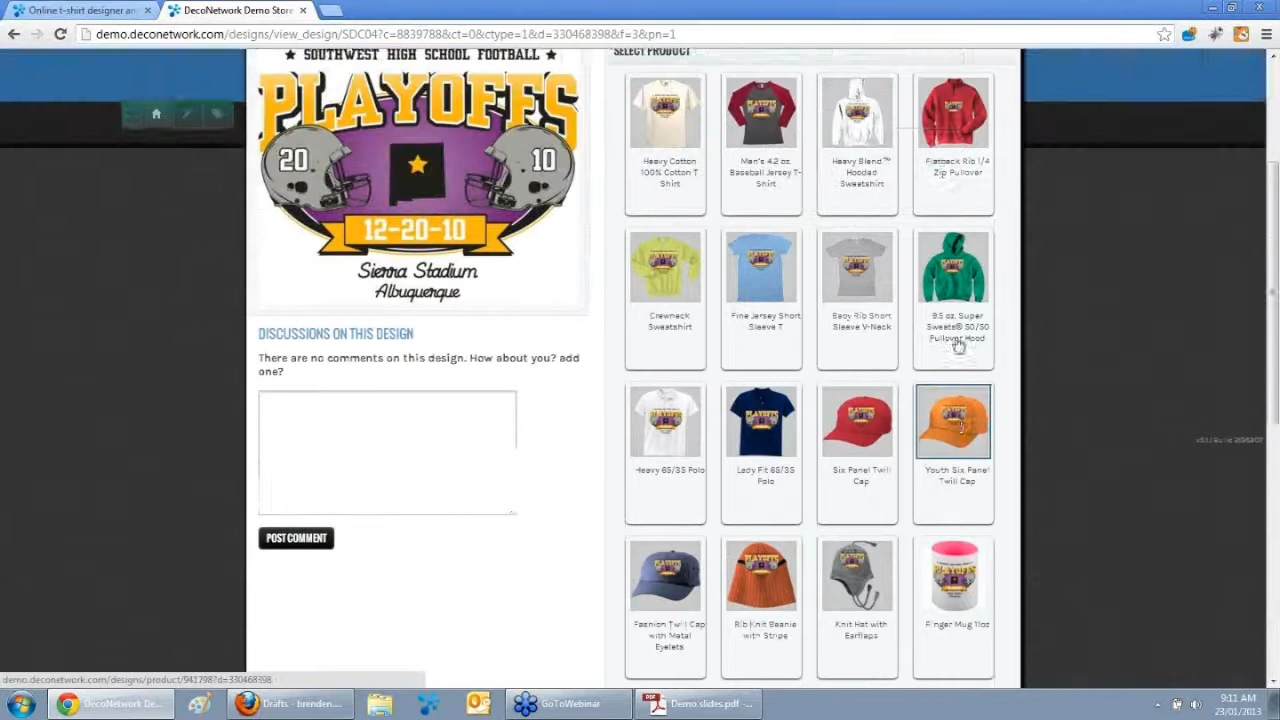 Online t-shirt designer an
DecoNetwork Demo Store
demo.deconetwork.com/designs/view_design/SDC04?c=8839788&ct=0&ctype=1&d=330468398&f=3&pn=1
★ SOUTHWEST HIGH SCHOOL FOOTBALL ★
PLAYOFFS
20
10
12-20-10
Sierra Stadium
Albuquerque
DISCUSSIONS ON THIS DESIGN
There are no comments on this design. How about you? add
one?
POST COMMENT
SELECT PRODUCT
Heavy Cotton
100% Cotton T
Shirt
Men's 4.2 oz.
Baseball Jersey T-
Shirt
Heavy Blend™
Hooded
Sweatshirt
Flatback Rib 1/4
Zip Pullover
Crewneck
Sweatshirt
Fine Jersey Short
Sleeve T
Baby Rib Short
Sleeve V-Neck
9.5 oz. Super
Sweats® 50/50
Pullover Hood
Heavy 65/35 Polo
Lady Fit 65/35
Polo
Six Panel Twill
Cap
Youth Six Panel
Twill Cap
Fashion Twill Cap
with Metal
Eyelets
Rib Knit Beanie
with Stripe
Knit Hat with
Earflaps
Finger Mug 11oz
demo.deconetwork.com/designs/product/941798?d=330468398
DecoNetwork De...
Drafts - brenden...
GoToWebinar
Demo slides.pdf -...
9:11 AM
23/01/2013